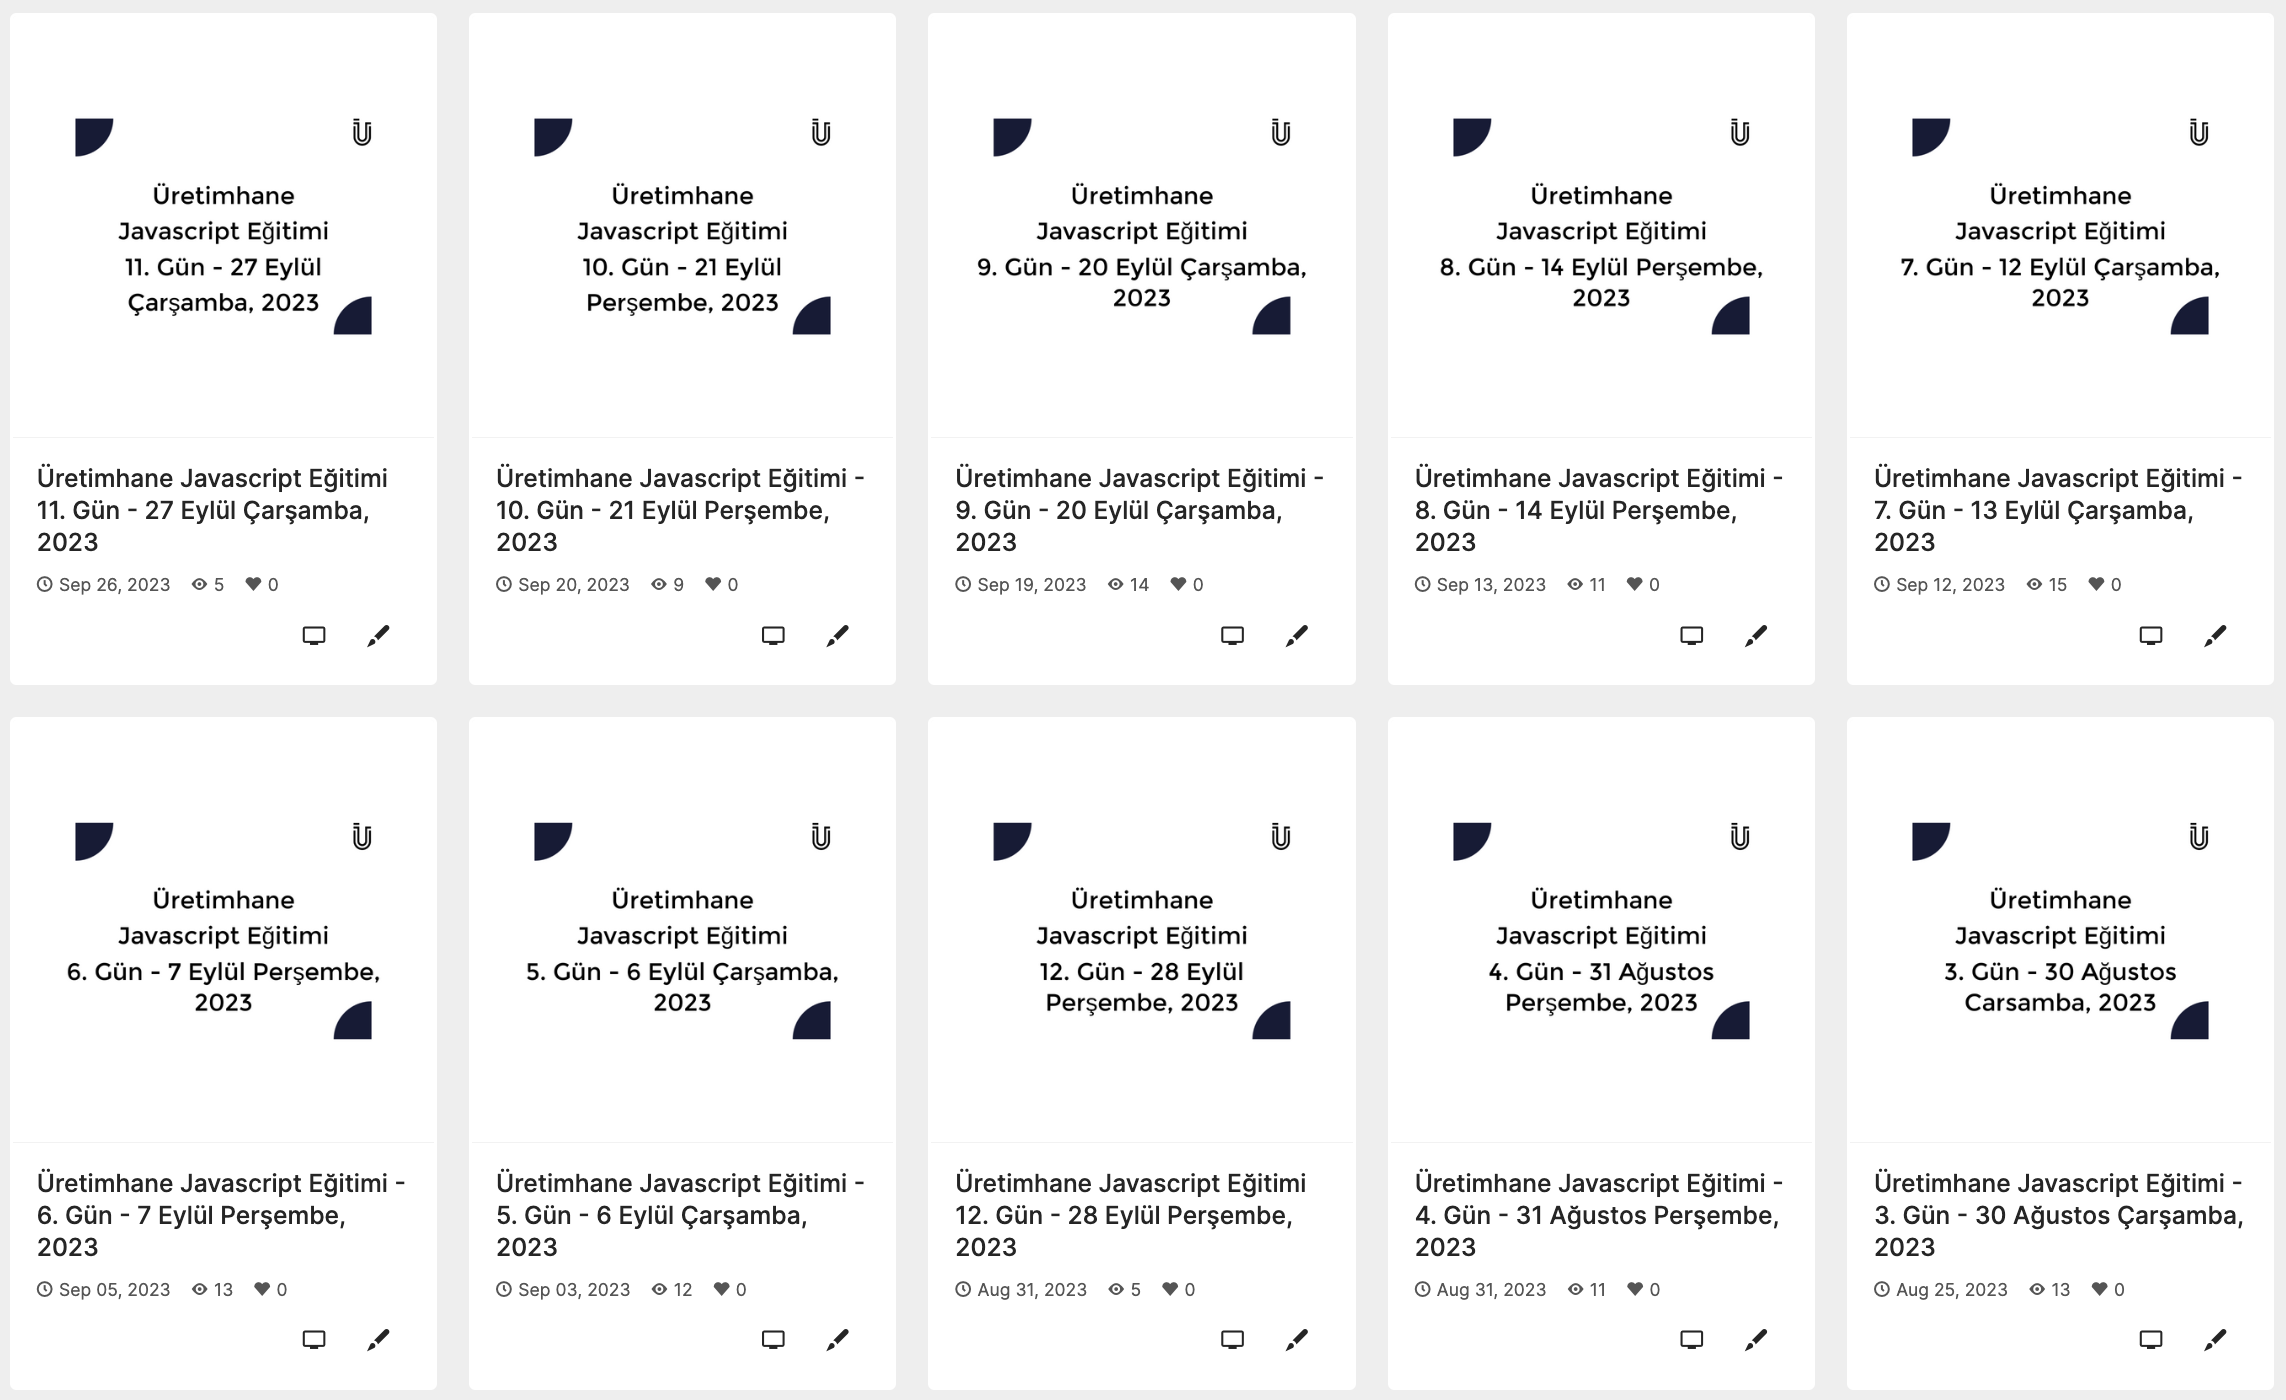 Üretimhane
Javascript Eğitimi
11. Gün - 27 Eylül
Çarşamba, 2023
Üretimhane Javascript Eğitimi
11. Gün - 27 Eylül Çarşamba,
2023
Sep 26, 2023 5 0
Üretimhane
Javascript Eğitimi
10. Gün - 21 Eylül
Perşembe, 2023
Üretimhane Javascript Eğitimi -
10. Gün - 21 Eylül Perşembe,
2023
Sep 20, 2023 9 0
Üretimhane
Javascript Eğitimi
9. Gün - 20 Eylül Çarşamba,
2023
Üretimhane Javascript Eğitimi -
9. Gün - 20 Eylül Çarşamba,
2023
Sep 19, 2023 14 0
Üretimhane
Javascript Eğitimi
8. Gün - 14 Eylül Perşembe,
2023
Üretimhane Javascript Eğitimi -
8. Gün - 14 Eylül Perşembe,
2023
Sep 13, 2023 11 0
Üretimhane
Javascript Eğitimi
7. Gün - 12 Eylül Çarşamba,
2023
Üretimhane Javascript Eğitimi -
7. Gün - 13 Eylül Çarşamba,
2023
Sep 12, 2023 15 0
Üretimhane
Javascript Eğitimi
6. Gün - 7 Eylül Perşembe,
2023
Üretimhane Javascript Eğitimi -
6. Gün - 7 Eylül Perşembe,
2023
Sep 05, 2023 13 0
Üretimhane
Javascript Eğitimi
5. Gün - 6 Eylül Çarşamba,
2023
Üretimhane Javascript Eğitimi -
5. Gün - 6 Eylül Çarşamba,
2023
Sep 03, 2023 12 0
Üretimhane
Javascript Eğitimi
12. Gün - 28 Eylül
Perşembe, 2023
Üretimhane Javascript Eğitimi
12. Gün - 28 Eylül Perşembe,
2023
Aug 31, 2023 5 0
Üretimhane
Javascript Eğitimi
4. Gün - 31 Ağustos
Perşembe, 2023
Üretimhane Javascript Eğitimi -
4. Gün - 31 Ağustos Perşembe,
2023
Aug 31, 2023 11 0
Üretimhane
Javascript Eğitimi
3. Gün - 30 Ağustos
Carsamba, 2023
Üretimhane Javascript Eğitimi -
3. Gün - 30 Ağustos Çarşamba,
2023
Aug 25, 2023 13 0